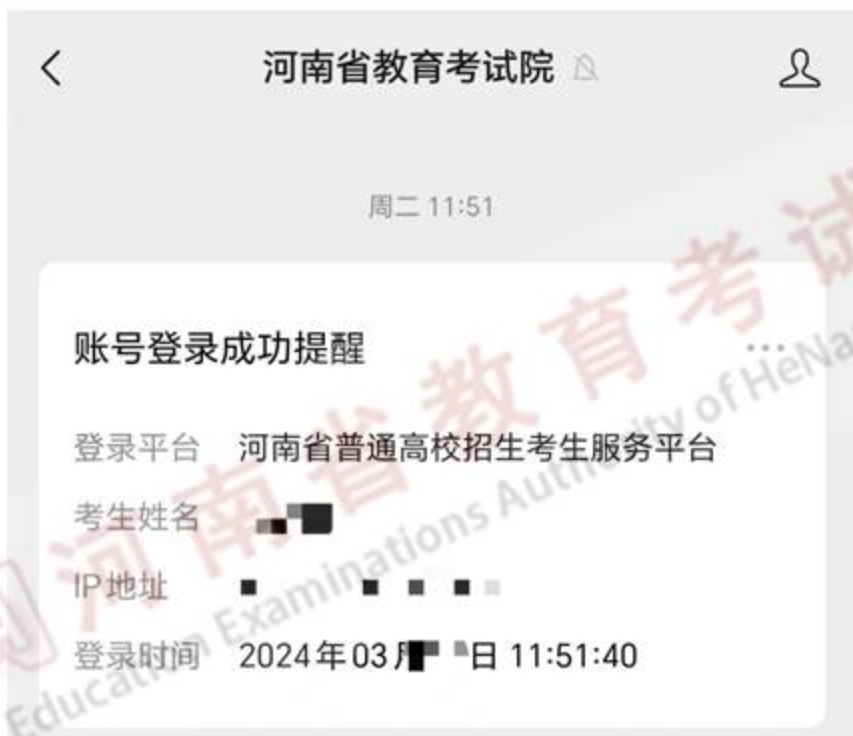 河南省教育考试院
周二 11:51
账号登录成功提醒
登录平台 河南省普通高校招生考生服务平台
考生姓名
IP地址
登录时间 2024年03月 日 11:51:40
河南省教育考试
Education Examinations Authority of HeNa